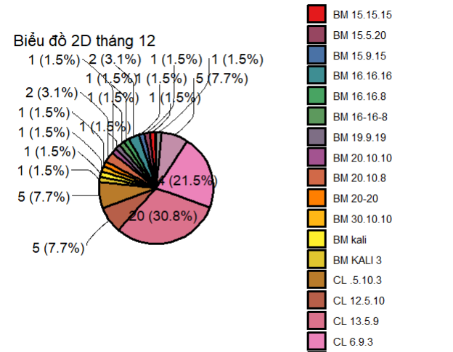 Biểu đồ 2D tháng 12
1 (1.5%)
2 (3.1%)
1 (1.5%)
1 (1.5%)
1 (1.5%)
1 (1.5%)
5 (7.7%)
2 (3.1%)
1 (1.5%)
1 (1.5%)
1 (1.5%)
1 (1.5%)
1 (1.5%)
1 (1.5%)
4 (21.5%)
5 (7.7%)
20 (30.8%)
5 (7.7%)
BM 15.15.15
BM 15.5.20
BM 15.9.15
BM 16.16.16
BM 16.16.8
BM 16-16-8
BM 19.9.19
BM 20.10.10
BM 20.10.8
BM 20-20
BM 30.10.10
BM kali
BM KALI 3
CL .5.10.3
CL 12.5.10
CL 13.5.9
CL 6.9.3